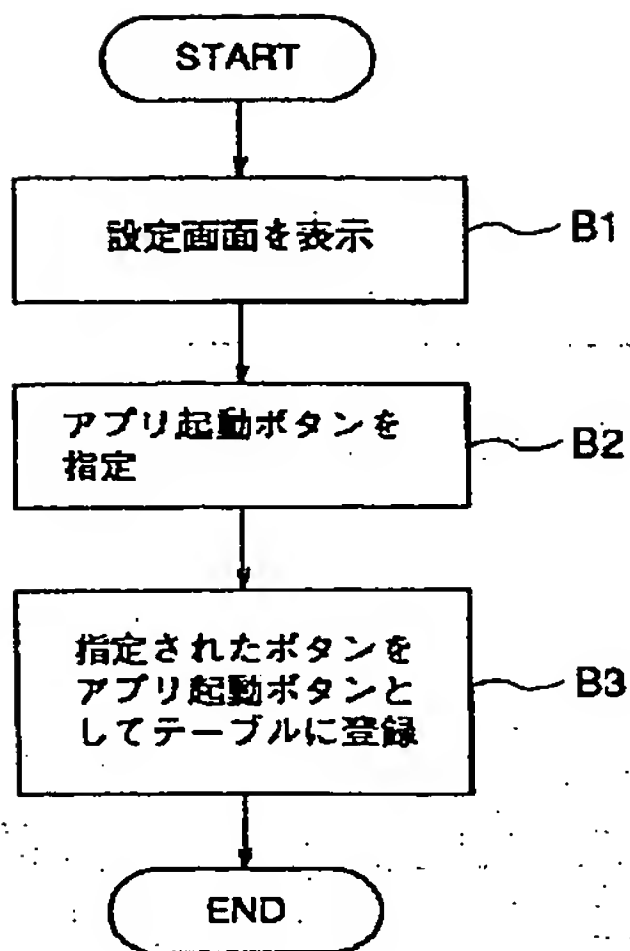 START
設定画面を表示
B1
アプリ起動ボタンを
指定
B2
指定されたボタンを
アプリ起動ボタンと
してテーブルに登録
B3
END